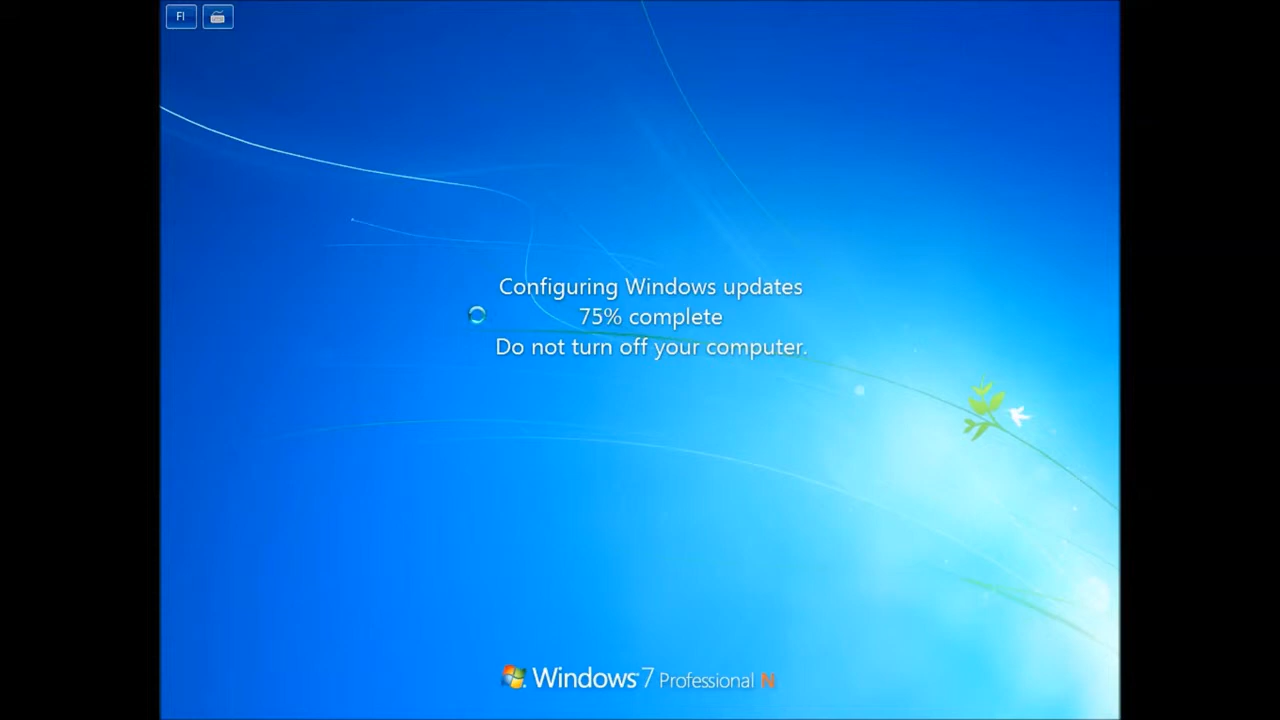 FI
Configuring Windows updates
75% complete
Do not turn off your computer.
Windows 7 Professional N